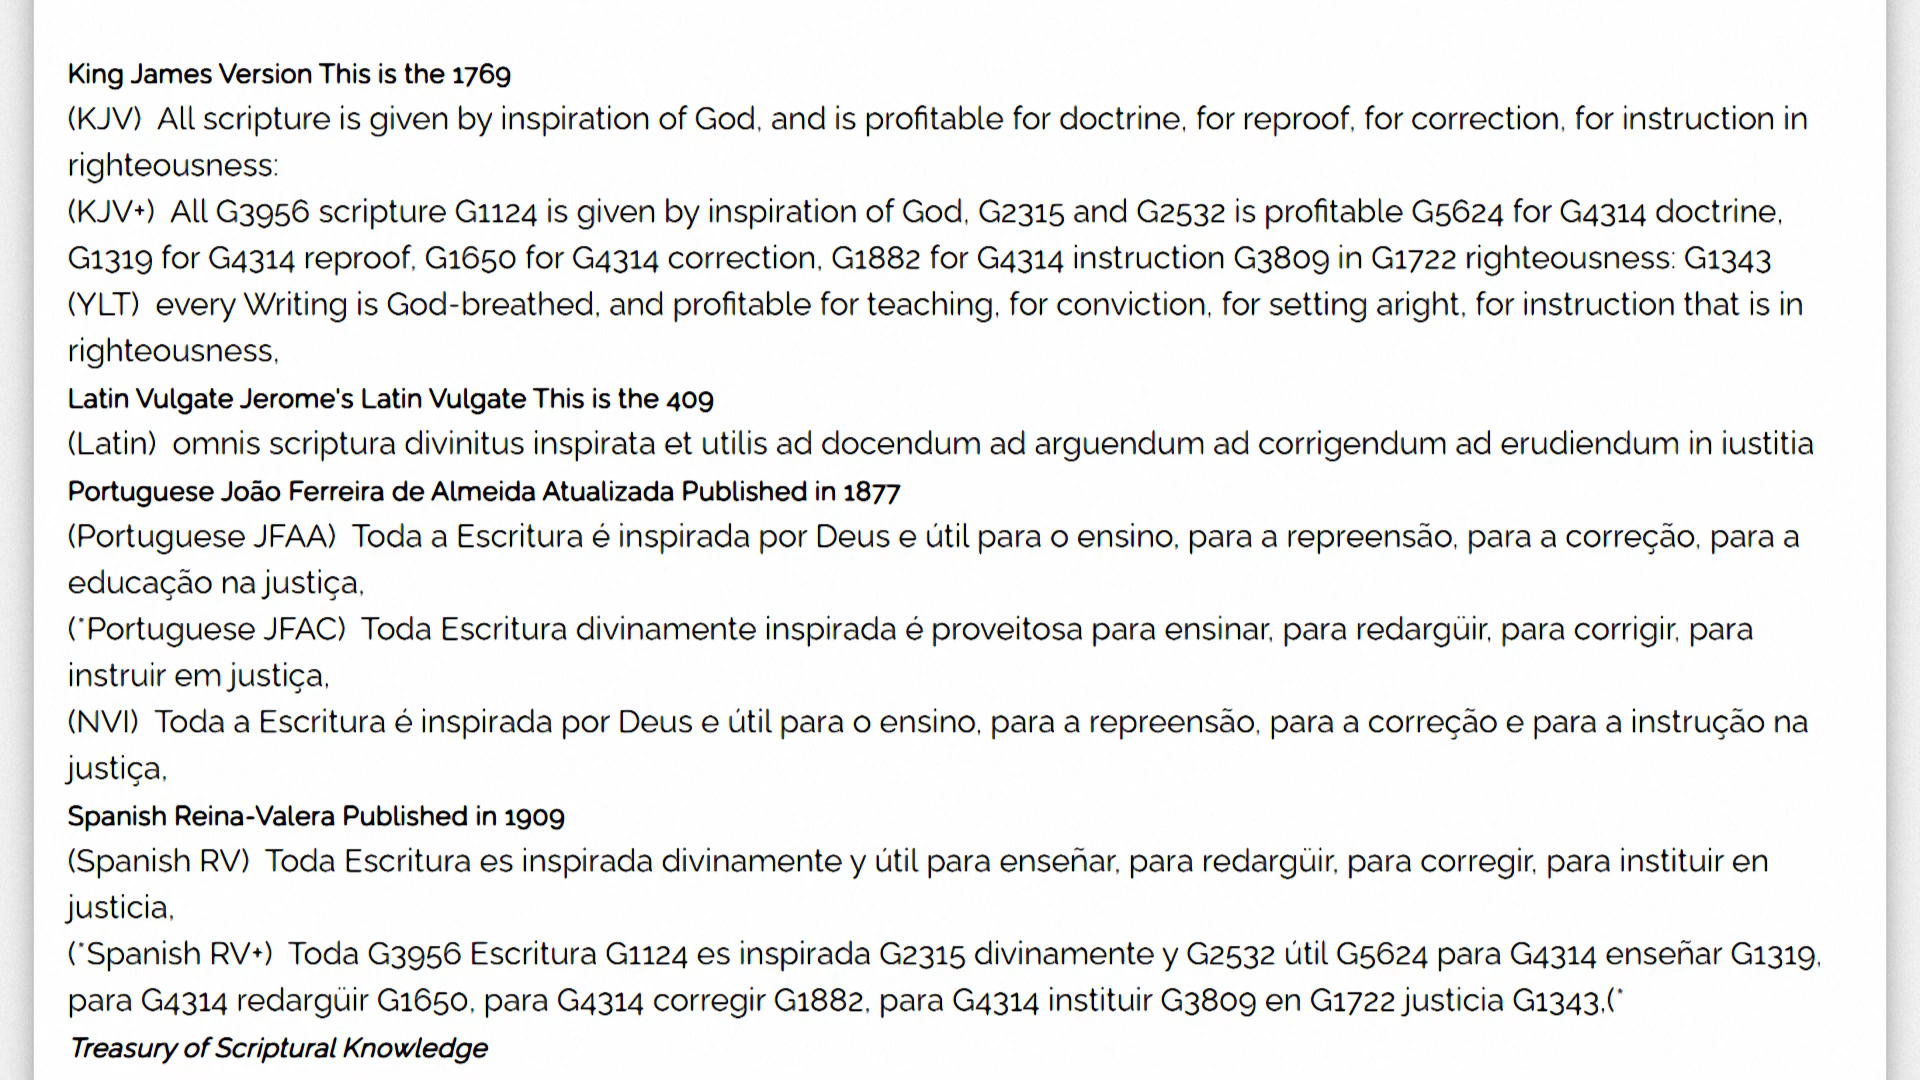 King James Version This is the 1769
(KJV)  All scripture is given by inspiration of God, and is profitable for doctrine, for reproof, for correction, for instruction in
righteousness:
(KJV+)  All G3956 scripture G1124 is given by inspiration of God, G2315 and G2532 is profitable G5624 for G4314 doctrine,
G1319 for G4314 reproof, G1650 for G4314 correction, G1882 for G4314 instruction G3809 in G1722 righteousness: G1343
(YLT)  every Writing is God-breathed, and profitable for teaching, for conviction, for setting aright, for instruction that is in
righteousness,
Latin Vulgate Jerome's Latin Vulgate This is the 409
(Latin)  omnis scriptura divinitus inspirata et utilis ad docendum ad arguendum ad corrigendum ad erudiendum in iustitia
Portuguese João Ferreira de Almeida Atualizada Published in 1877
(Portuguese JFAA)  Toda a Escritura é inspirada por Deus e útil para o ensino, para a repreensão, para a correção, para a
educação na justiça,
(*Portuguese JFAC)  Toda Escritura divinamente inspirada é proveitosa para ensinar, para redargüir, para corrigir, para
instruir em justiça,
(NVI)  Toda a Escritura é inspirada por Deus e útil para o ensino, para a repreensão, para a correção e para a instrução na
justiça,
Spanish Reina-Valera Published in 1909
(Spanish RV)  Toda Escritura es inspirada divinamente y útil para enseñar, para redargüir, para corregir, para instituir en
justicia,
(*Spanish RV+)  Toda G3956 Escritura G1124 es inspirada G2315 divinamente y G2532 útil G5624 para G4314 enseñar G1319,
para G4314 redargüir G1650, para G4314 corregir G1882, para G4314 instituir G3809 en G1722 justicia G1343,(*
Treasury of Scriptural Knowledge